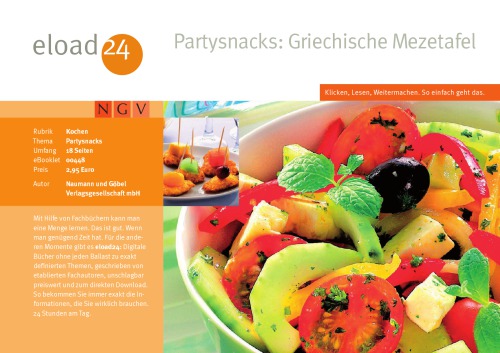 eload24
Partysnacks: Griechische Mezetafel
Klicken, Lesen, Weitermachen. So einfach geht das.
NGV
Rubrik Kochen
Thema Partysnacks
Umfang 18 Seiten
eBooklet 00448
Preis 2,95 Euro
Autor Naumann und Göbel
Verlagsgesellschaft mbH
Mit Hilfe von Fachbüchern kann man
eine Menge lernen. Das ist gut. Wenn
man genügend Zeit hat. Für die ande-
ren Momente gibt es eload24: Digitale
Bücher ohne jeden Ballast zu exakt
definierten Themen, geschrieben von
etablierten Fachautoren, unschlagbar
preiswert und zum direkten Download.
So bekommen Sie immer exakt die In-
formationen, die Sie wirklich brauchen.
24 Stunden am Tag.